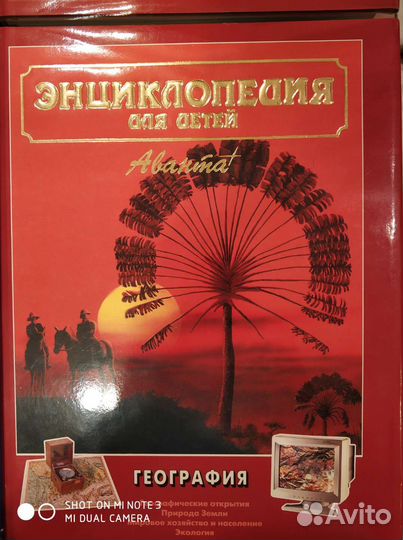 ЭНЦИКЛОПЕДИЯ
ДЛЯ ДЕТЕЙ
Аванта+
ГЕОГРАФИЯ
открытия
Природа Земли
хозяйство и население
Экология
SHOT ON MI NOTE 3
MI DUAL CAMERA
Avito